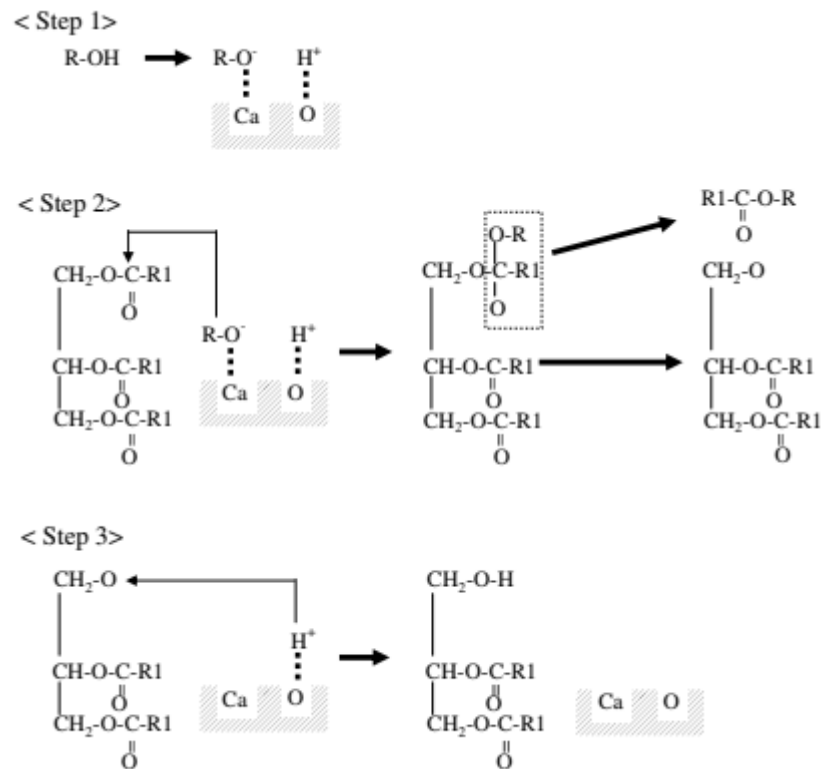 < Step 1>
R-OH R-O⁻ H⁺
Ca O
< Step 2>
R1-C-O-R
O
O-R
CH₂-O-C-R1 CH₂-O-C-R1 CH₂-O
O O
R-O⁻ H⁺
CH-O-C-R1 Ca O CH-O-C-R1 CH-O-C-R1
O O O
CH₂-O-C-R1 CH₂-O-C-R1 CH₂-O-C-R1
O O O
< Step 3>
CH₂-O CH₂-O-H
H⁺
CH-O-C-R1 Ca O CH-O-C-R1 Ca O
O O
CH₂-O-C-R1 CH₂-O-C-R1
O O